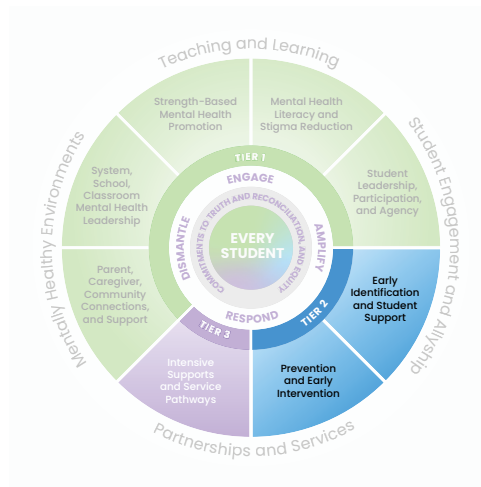 Teaching and Learning
Student Engagement and Allyship
Partnerships and Services
Mentally Healthy Environments
Strength-Based
Mental Health
Promotion
Mental Health
Literacy and
Stigma Reduction
Student
Leadership,
Participation,
and Agency
Early
Identification
and Student
Support
Prevention
and Early
Intervention
Intensive
Supports
and Service
Pathways
Parent,
Caregiver,
Community
Connections,
and Support
System,
School,
Classroom
Mental Health
Leadership
TIER 1
TIER 2
TIER 3
ENGAGE
AMPLIFY
RESPOND
DISMANTLE
COMMITMENTS TO TRUTH AND RECONCILIATION, AND EQUITY
EVERY
STUDENT